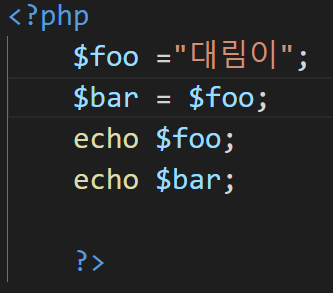 <?php
$foo ="대림이";
$bar = $foo;
echo $foo;
echo $bar;
?>